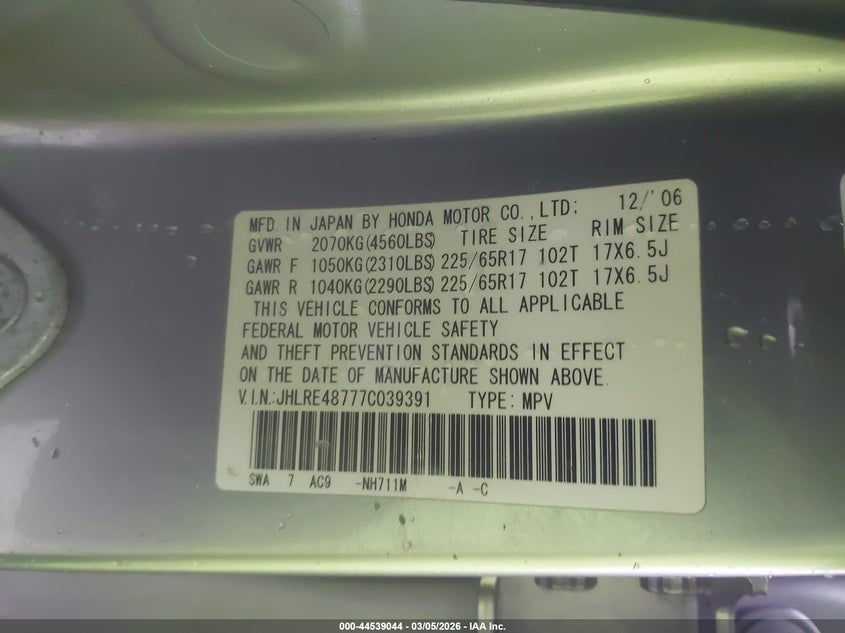 MFD. IN JAPAN BY HONDA MOTOR CO.,LTD; 12/'06
GVWR 2070KG(4560LBS) TIRE SIZE RIM SIZE
GAWR F 1050KG(2310LBS) 225/65R17 102T 17X6.5J
GAWR R 1040KG(2290LBS) 225/65R17 102T 17X6.5J
THIS VEHICLE CONFORMS TO ALL APPLICABLE
FEDERAL MOTOR VEHICLE SAFETY
AND THEFT PREVENTION STANDARDS IN EFFECT
ON THE DATE OF MANUFACTURE SHOWN ABOVE.
V.I.N.:JHLRE48777C039391 TYPE: MPV
SWA 7 AC9 -NH711M -A -C
000-44539044 - 03/05/2026 - IAA Inc.